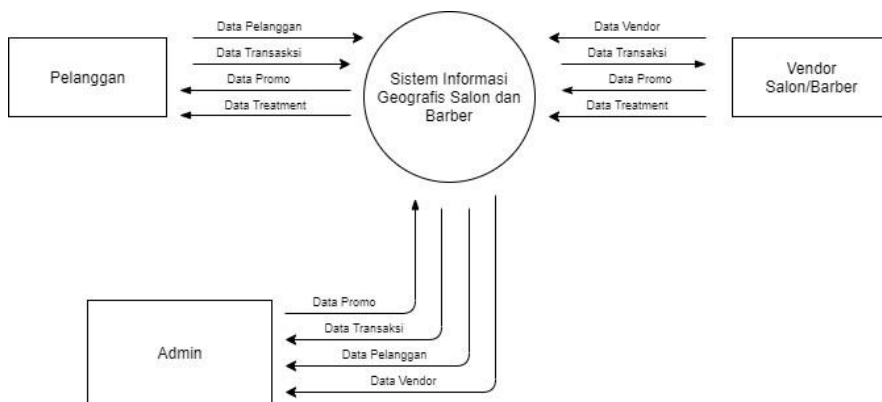 Pelanggan
Data Pelanggan
Data Transasksi
Data Promo
Data Treatment
Sistem Informasi
Geografis Salon dan
Barber
Data Vendor
Data Transaksi
Data Promo
Data Treatment
Vendor
Salon/Barber
Admin
Data Promo
Data Transaksi
Data Pelanggan
Data Vendor